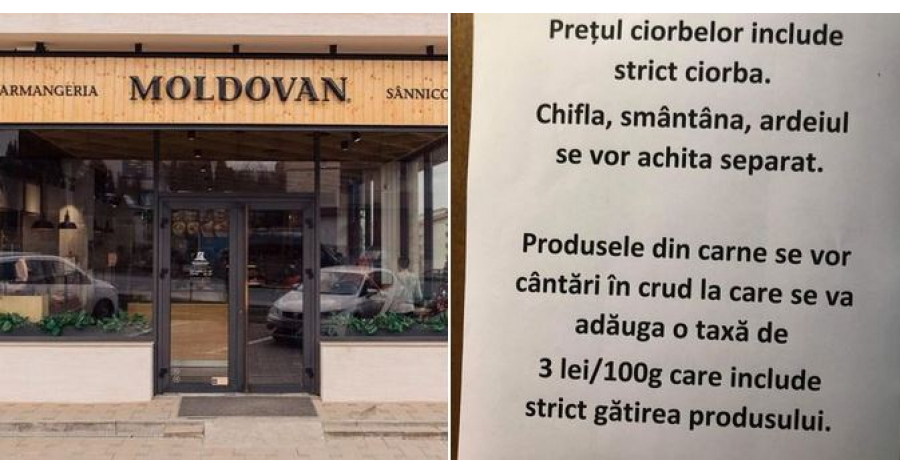 ARMANGERIA MOLDOVAN SÂNNICO
Prețul ciorbelor include
strict ciorba.
Chifla, smântâna, ardeiul
se vor achita separat.
Produsele din carne se vor
cântări în crud la care se va
adăuga o taxă de
3 lei/100g care include
strict gătirea produsului.